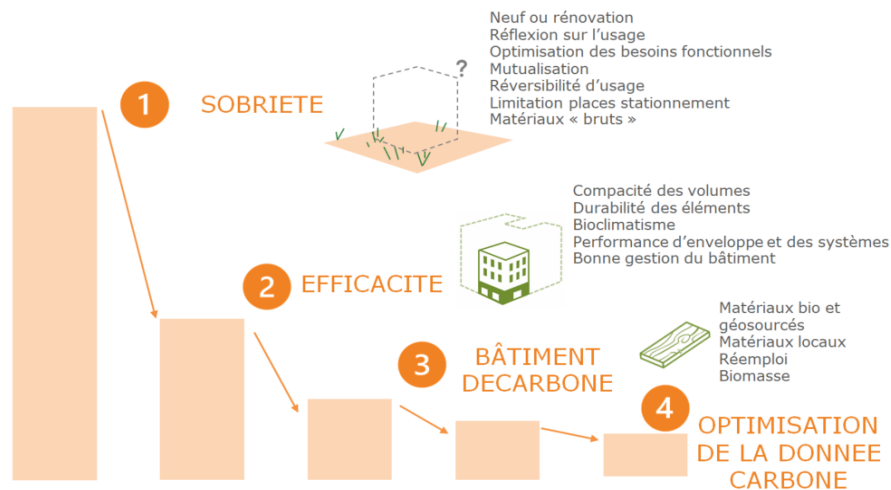 Neuf ou rénovation
Réflexion sur l'usage
Optimisation des besoins fonctionnels
Mutualisation
Réversibilité d'usage
Limitation places stationnement
Matériaux « bruts »
?
1
SOBRIETE
Compacité des volumes
Durabilité des éléments
Bioclimatisme
Performance d'enveloppe et des systèmes
Bonne gestion du bâtiment
2
EFFICACITE
Matériaux bio et
géosourcés
Matériaux locaux
Réemploi
Biomasse
3
BÂTIMENT
DECARBONE
4
OPTIMISATION
DE LA DONNEE
CARBONE